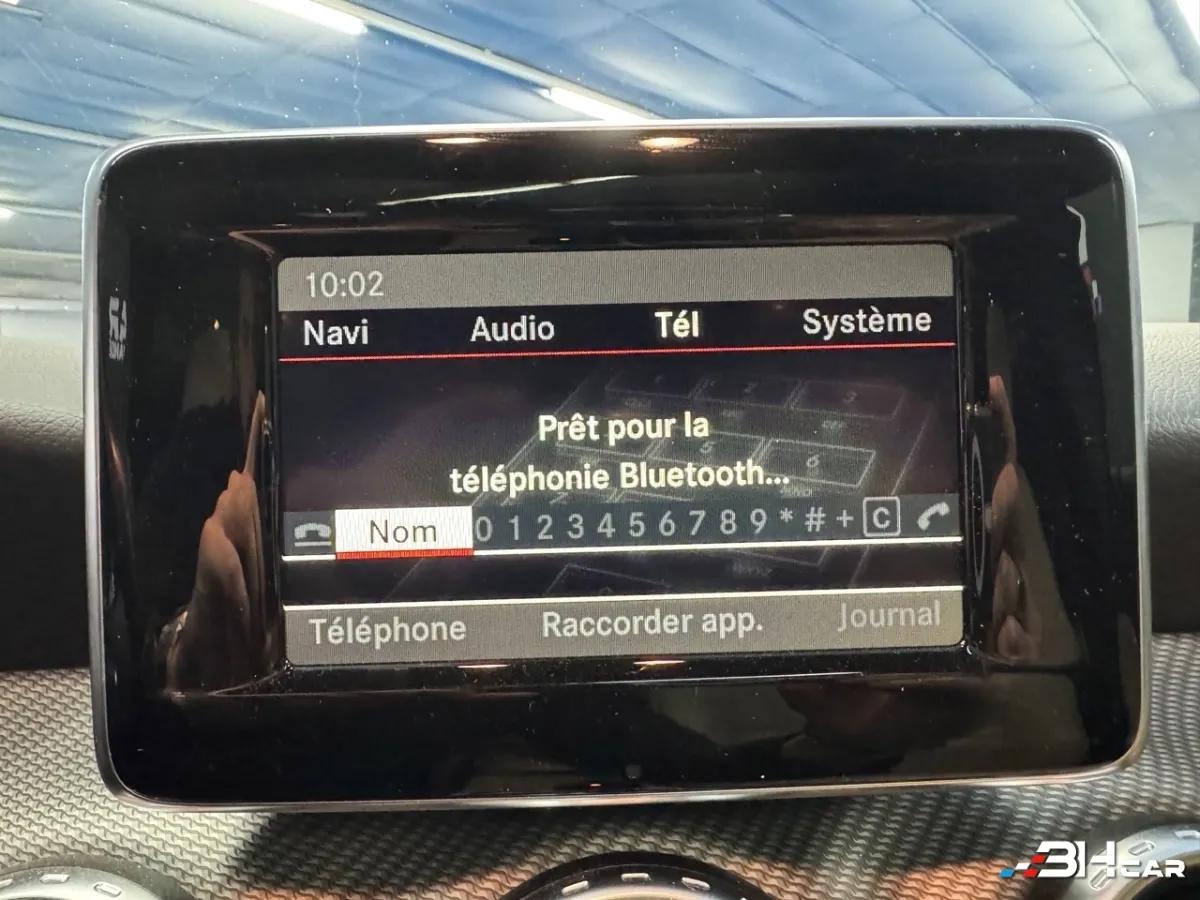 10:02
Navi Audio Tél Système
Prêt pour la
téléphonie Bluetooth...
Nom 0 1 2 3 4 5 6 7 8 9 * # + C
Téléphone Raccorder app. Journal
3HCAR